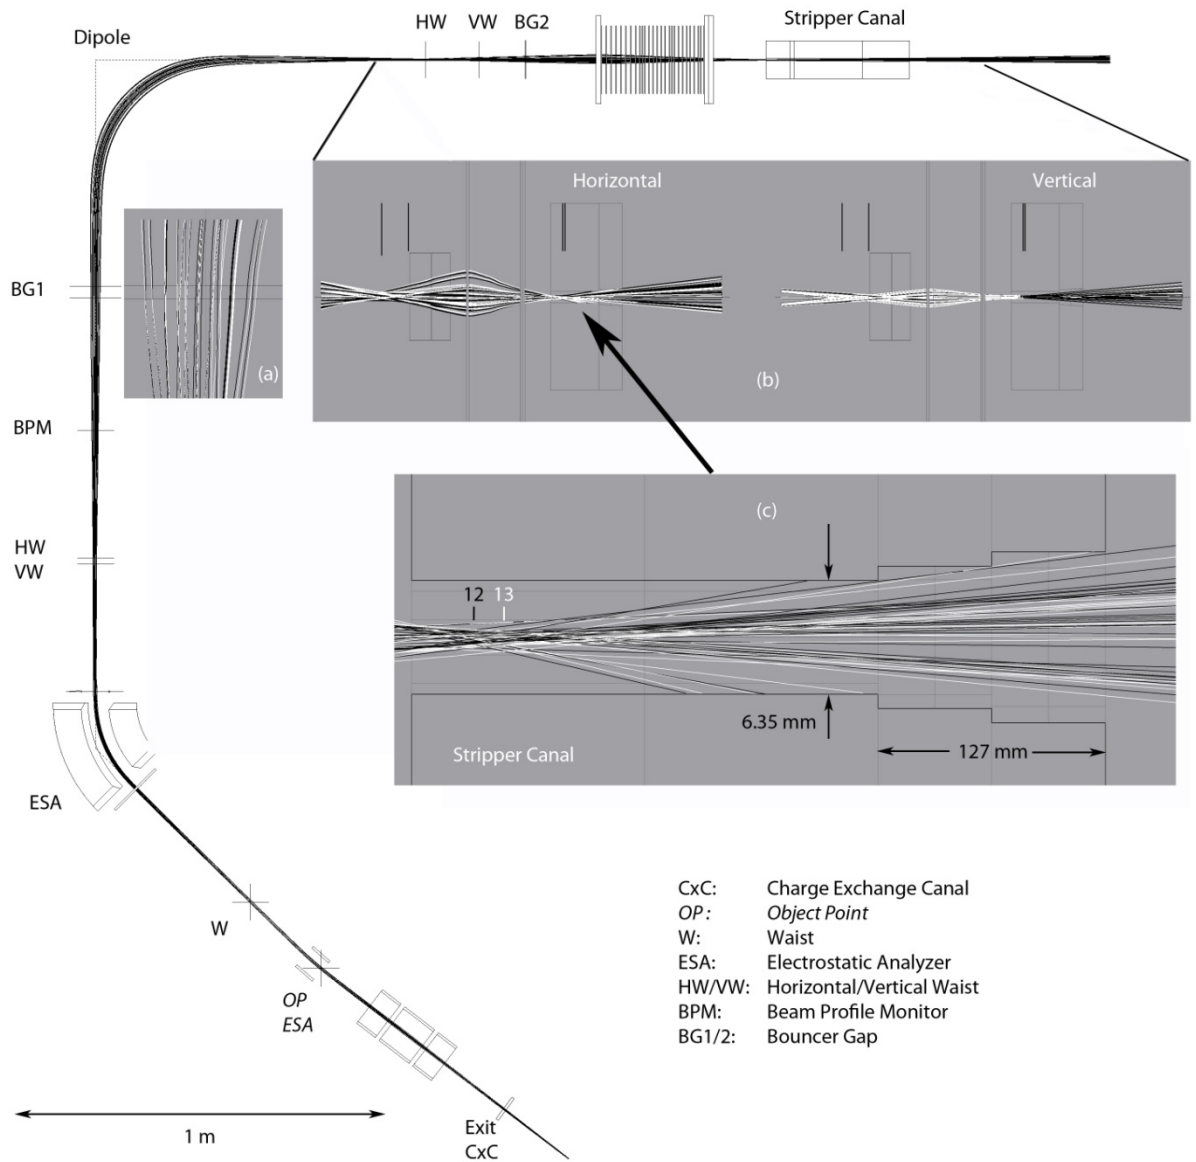 HW VW BG2 Stripper Canal
Dipole
Horizontal Vertical
BG1
(a)
(b)
BPM
(c)
HW
VW
12 13
6.35 mm
127 mm
Stripper Canal
ESA
W
OP
ESA
Exit
CxC
1 m
CxC: Charge Exchange Canal
OP : Object Point
W: Waist
ESA: Electrostatic Analyzer
HW/VW: Horizontal/Vertical Waist
BPM: Beam Profile Monitor
BG1/2: Bouncer Gap